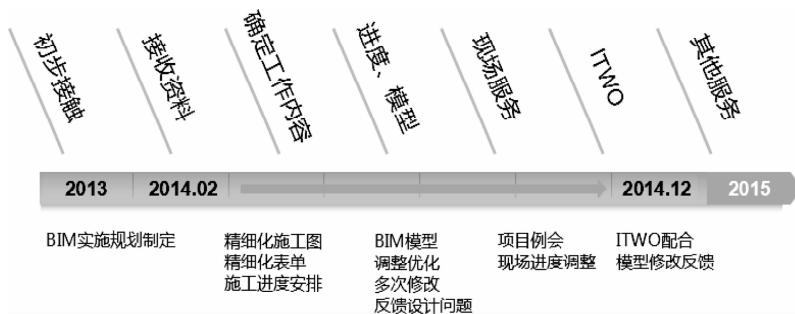 初步接触
接收资料
确定工作内容
进度、模型
现场服务
ITWO
其他服务
2013
2014.02
2014.12
2015
BIM实施规划制定
精细化施工图
精细化表单
施工进度安排
BIM模型
调整优化
多次修改
反馈设计问题
项目例会
现场进度调整
ITWO配合
模型修改反馈